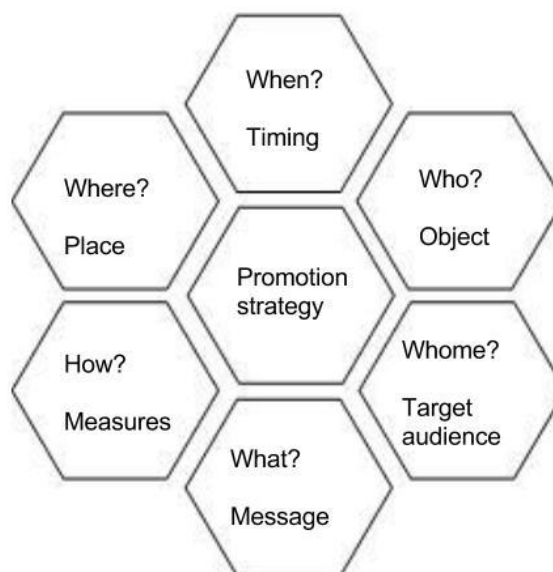 When?
Timing
Where?
Place
Who?
Object
Promotion
strategy
How?
Measures
Whome?
Target
audience
What?
Message